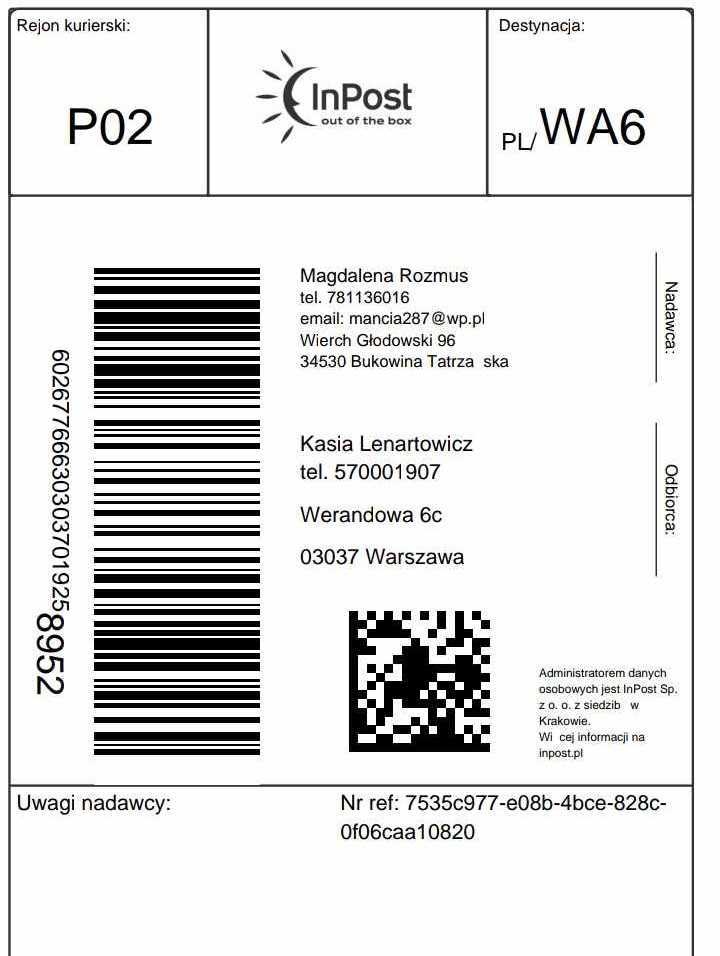 Rejon kurierski:
P02
InPost
out of the box
Destynacja:
PL/WA6
602677666303037019258952
Magdalena Rozmus
tel. 781136016
email: mancia287@wp.pl
Wierch Głodowski 96
34530 Bukowina Tatrza ska
Nadawca:
Kasia Lenartowicz
tel. 570001907
Werandowa 6c
03037 Warszawa
Odbiorca:
Administratorem danych
osobowych jest InPost Sp.
z o. o. z siedzib w
Krakowie.
Wi cej informacji na
inpost.pl
Uwagi nadawcy:
Nr ref: 7535c977-e08b-4bce-828c-
0f06caa10820